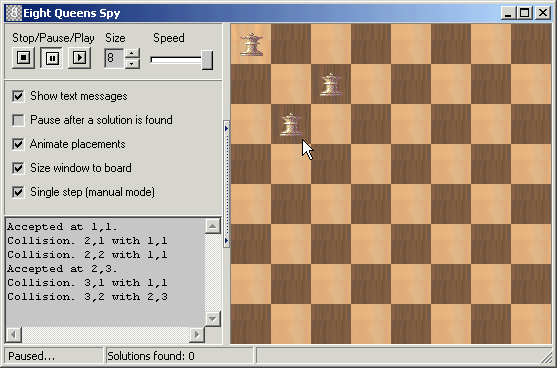 Eight Queens Spy
Stop/Pause/Play Size Speed
8
Show text messages
Pause after a solution is found
Animate placements
Size window to board
Single step (manual mode)
Accepted at 1,1.
Collision. 2,1 with 1,1
Collision. 2,2 with 1,1
Accepted at 2,3.
Collision. 3,1 with 1,1
Collision. 3,2 with 2,3
Paused... Solutions found: 0